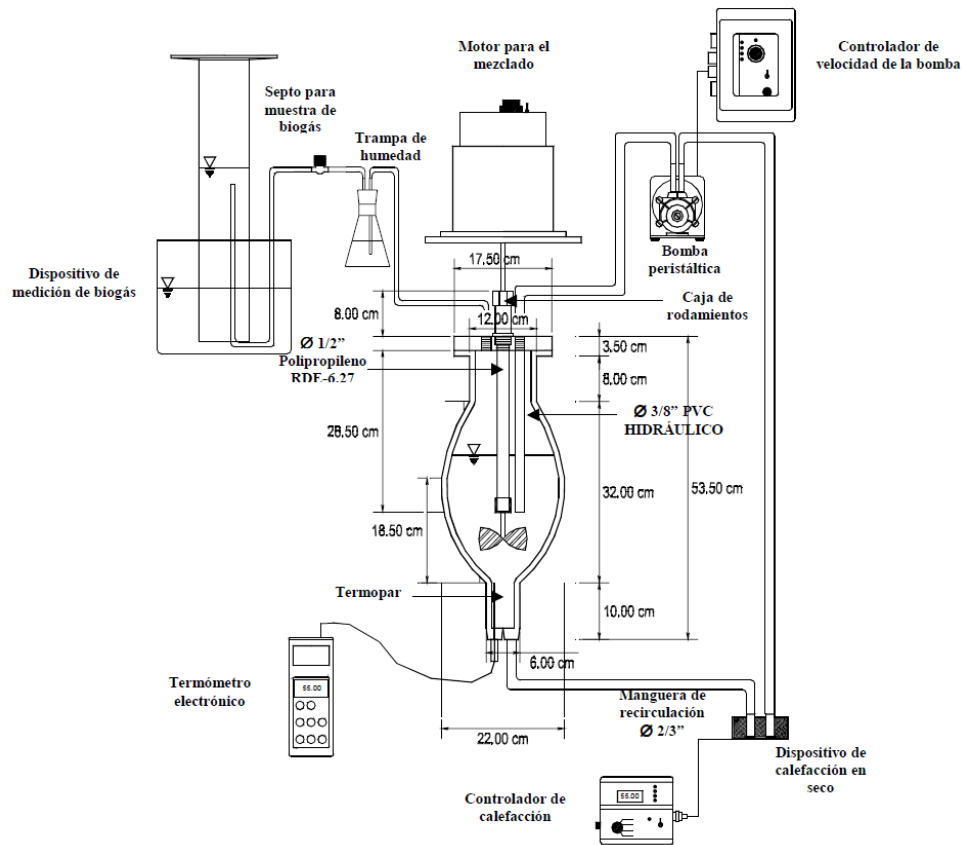 Motor para el
mezclado
Controlador de
velocidad de la bomba
Septo para
muestra de
biogás
Trampa de
humedad
Dispositivo de
medición de biogás
Bomba
peristáltica
17.50 cm
Caja de
rodamientos
8.00 cm
12.00 cm
Ø 1/2”
Polipropileno
RDE-6.27
3.50 cm
8.00 cm
Ø 3/8” PVC
HIDRÁULICO
28.50 cm
32.00 cm
53.50 cm
18.50 cm
Termopar
10.00 cm
6.00 cm
Termómetro
electrónico
55.00
22.00 cm
Manguera de
recirculación
Ø 2/3”
Dispositivo de
calefacción en
seco
Controlador de
calefacción
55.00